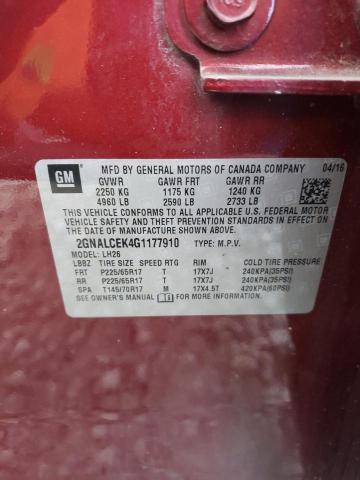 GM
MFD BY GENERAL MOTORS OF CANADA COMPANY 04/16
GVWR GAWR FRT GAWR RR
2250 KG 1175 KG 1240 KG
4960 LB 2590 LB 2733 LB
THIS VEHICLE CONFORMS TO ALL APPLICABLE U.S. FEDERAL MOTOR
VEHICLE SAFETY AND THEFT PREVENTION STANDARDS IN EFFECT ON
THE DATE OF MANUFACTURE SHOWN ABOVE.
2GNALCEK4G1177910 TYPE: M.P.V.
MODEL: LH26
LBBZ TIRE SIZE SPEED RTG RIM COLD TIRE PRESSURE
FRT P225/65R17 T 17X7J 240KPA(35PSI)
RR P225/65R17 T 17X7J 240KPA(35PSI)
SPA T145/70R17 M 17X4.5T 420KPA(60PSI)
SEE OWNER'S MANUAL FOR ADDITIONAL INFORMATION.